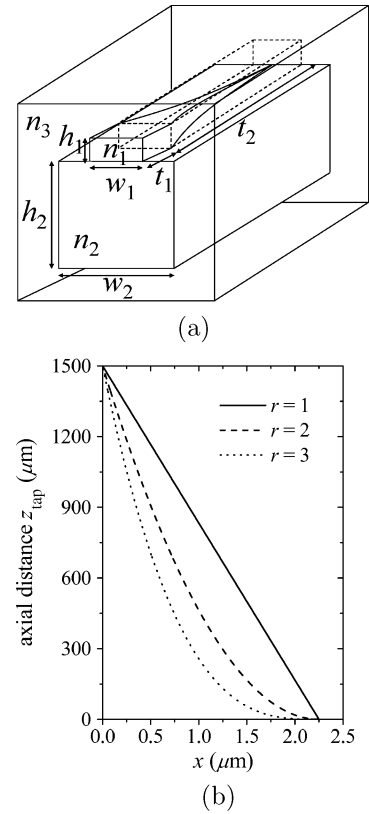 n₃
h₁
n₁
w₁
t₁
t₂
h₂
n₂
w₂
(a)
1500
1200
900
600
300
0
axial distance z_tap (μm)
r = 1
r = 2
r = 3
0.0 0.5 1.0 1.5 2.0 2.5
x (μm)
(b)